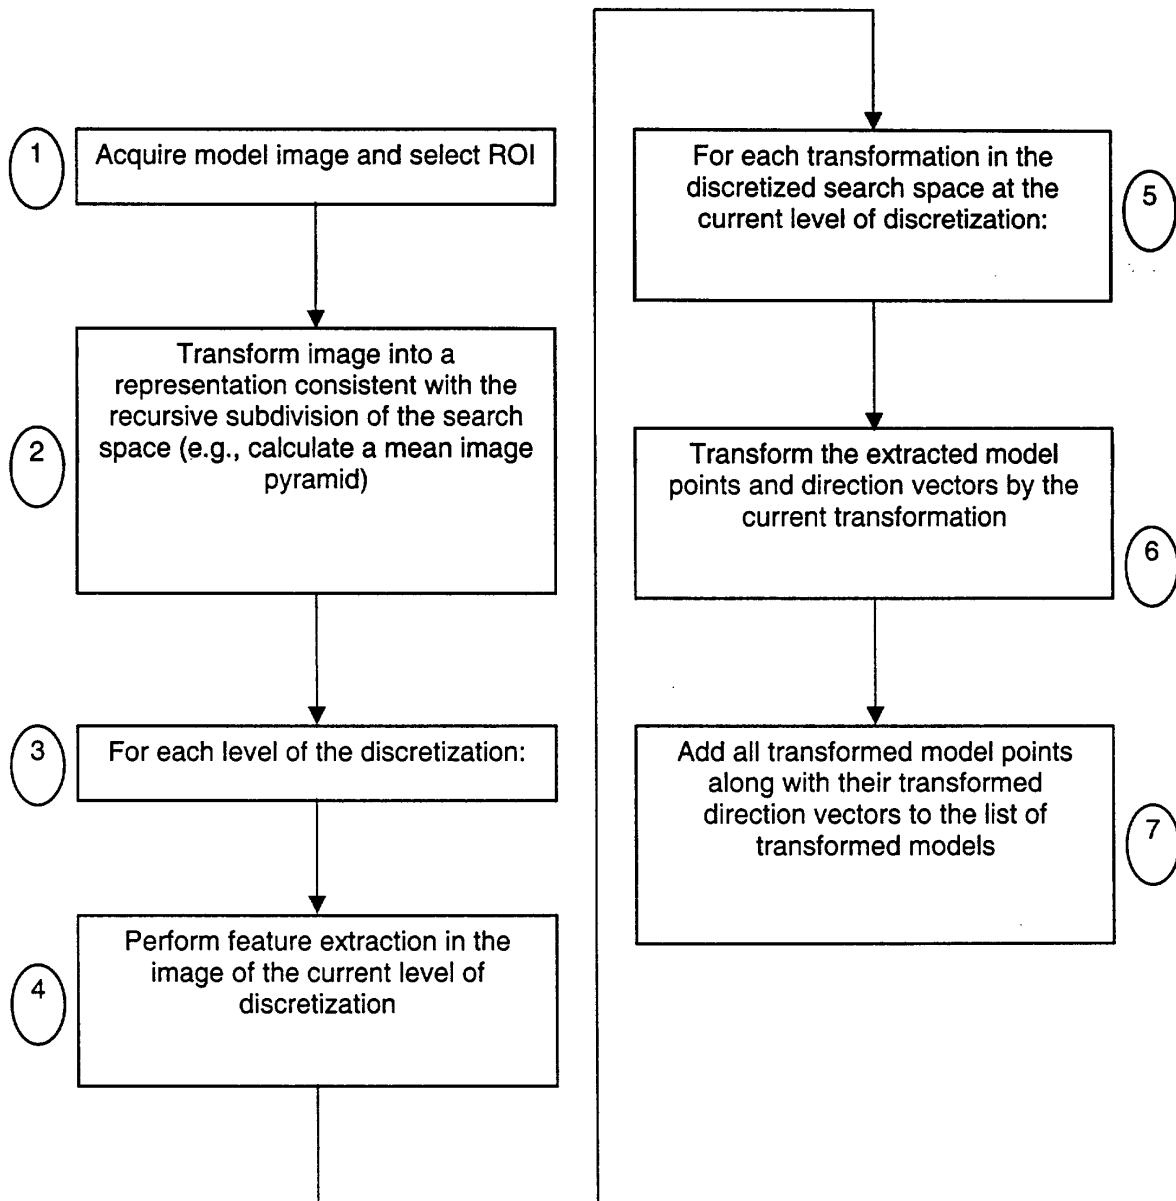 1
Acquire model image and select ROI
2
Transform image into a
representation consistent with the
recursive subdivision of the search
space (e.g., calculate a mean image
pyramid)
3
For each level of the discretization:
4
Perform feature extraction in the
image of the current level of
discretization
5
For each transformation in the
discretized search space at the
current level of discretization:
6
Transform the extracted model
points and direction vectors by the
current transformation
7
Add all transformed model points
along with their transformed
direction vectors to the list of
transformed models